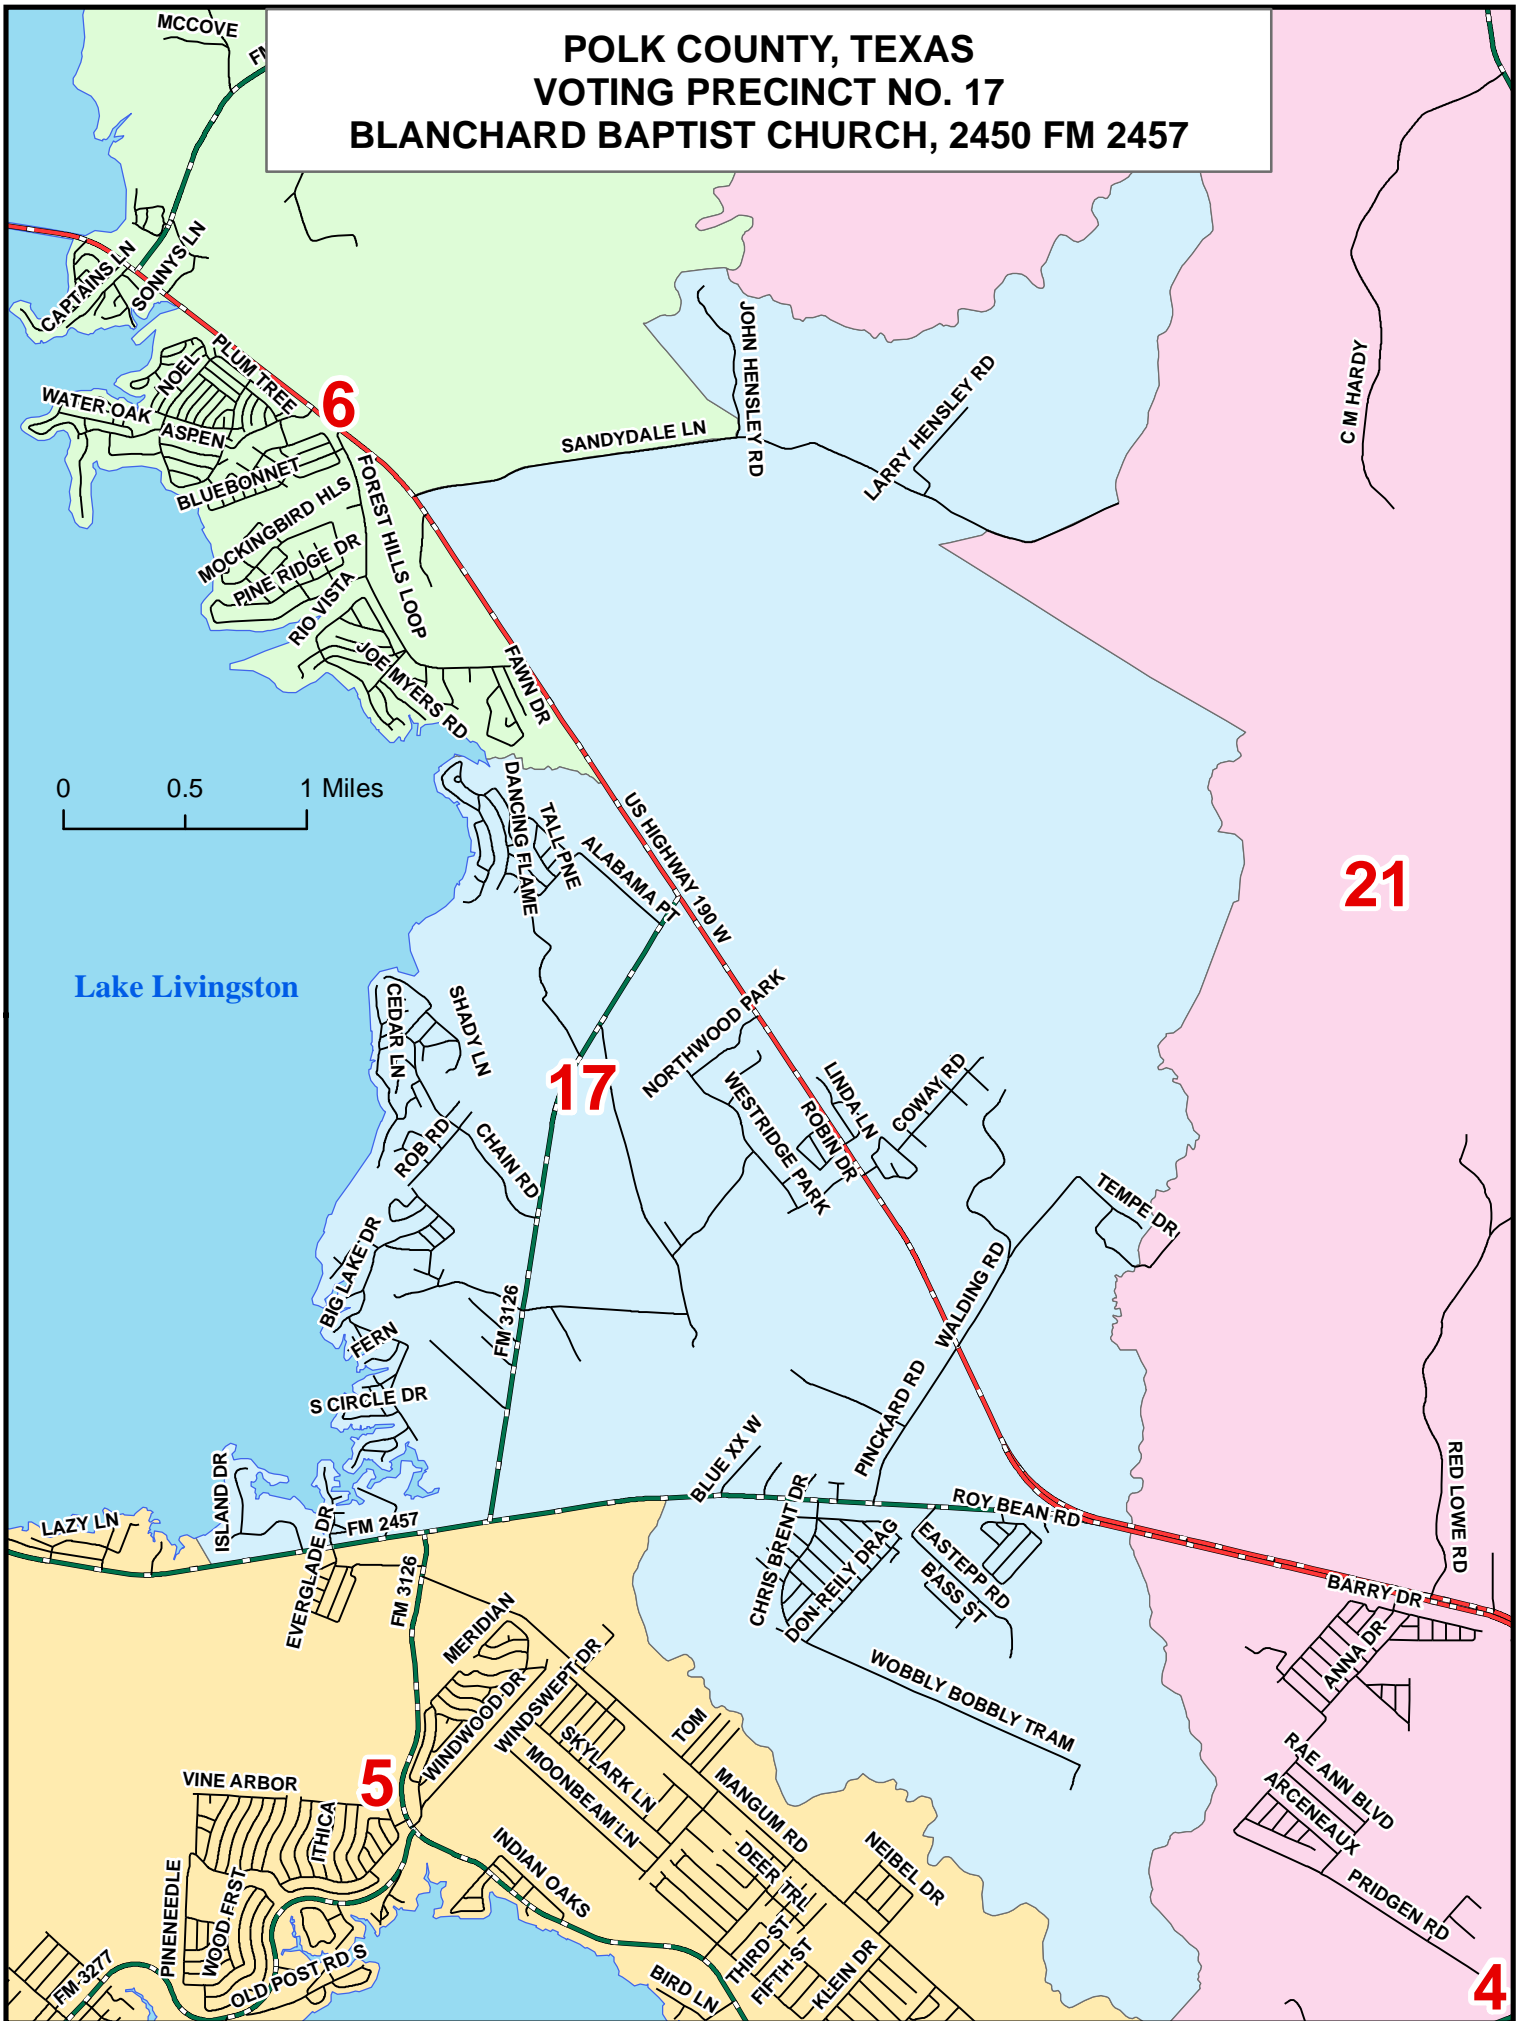 POLK COUNTY, TEXAS
VOTING PRECINCT NO. 17
BLANCHARD BAPTIST CHURCH, 2450 FM 2457
MCCOVE
CAPTAINS LN
SONNYS LN
NOEL
PLUM TREE
WATER OAK
ASPEN
6
BLUEBONNET
SANDYDALE LN
JOHN HENSLEY RD
LARRY HENSLEY RD
C M HARDY
MOCKINGBIRD HLS
FOREST HILLS LOOP
PINE RIDGE DR
RIO VISTA
JOE MYERS RD
FAWN DR
0 0.5 1 Miles
DANCING FLAME
TALL PNE
ALABAMA PT
US HIGHWAY 190 W
21
Lake Livingston
CEDAR LN
SHADY LN
NORTHWOOD PARK
17
WESTRIDGE PARK
LINDA LN
ROBIN DR
COWAY RD
ROB RD
CHAIN RD
TEMPE DR
BIG LAKE DR
WALDING RD
FM 3126
FERN
S CIRCLE DR
PINCKARD RD
BLUE XX W
ISLAND DR
LAZY LN
FM 2457
EVERGLADE DR
CHRIS BRENT DR
ROY BEAN RD
DON REILY DRAG
EASTEPP RD
BASS ST
RED LOWE RD
BARRY DR
FM 3126
MERIDIAN
WINDSWEPT DR
WINDWOOD DR
WOBBLY BOBBLY TRAM
ANNA DR
TOM
SKYLARK LN
MOONBEAM LN
5
VINE ARBOR
ITHICA
MANGUM RD
RAE ANN BLVD
ARCENEAUX
DEER TRL
NEIBEL DR
INDIAN OAKS
PINENEEDLE
WOOD FRST
PRIDGEN RD
THIRD ST
FIFTH ST
KLEIN DR
OLD POST RD S
FM 3277
BIRD LN
4